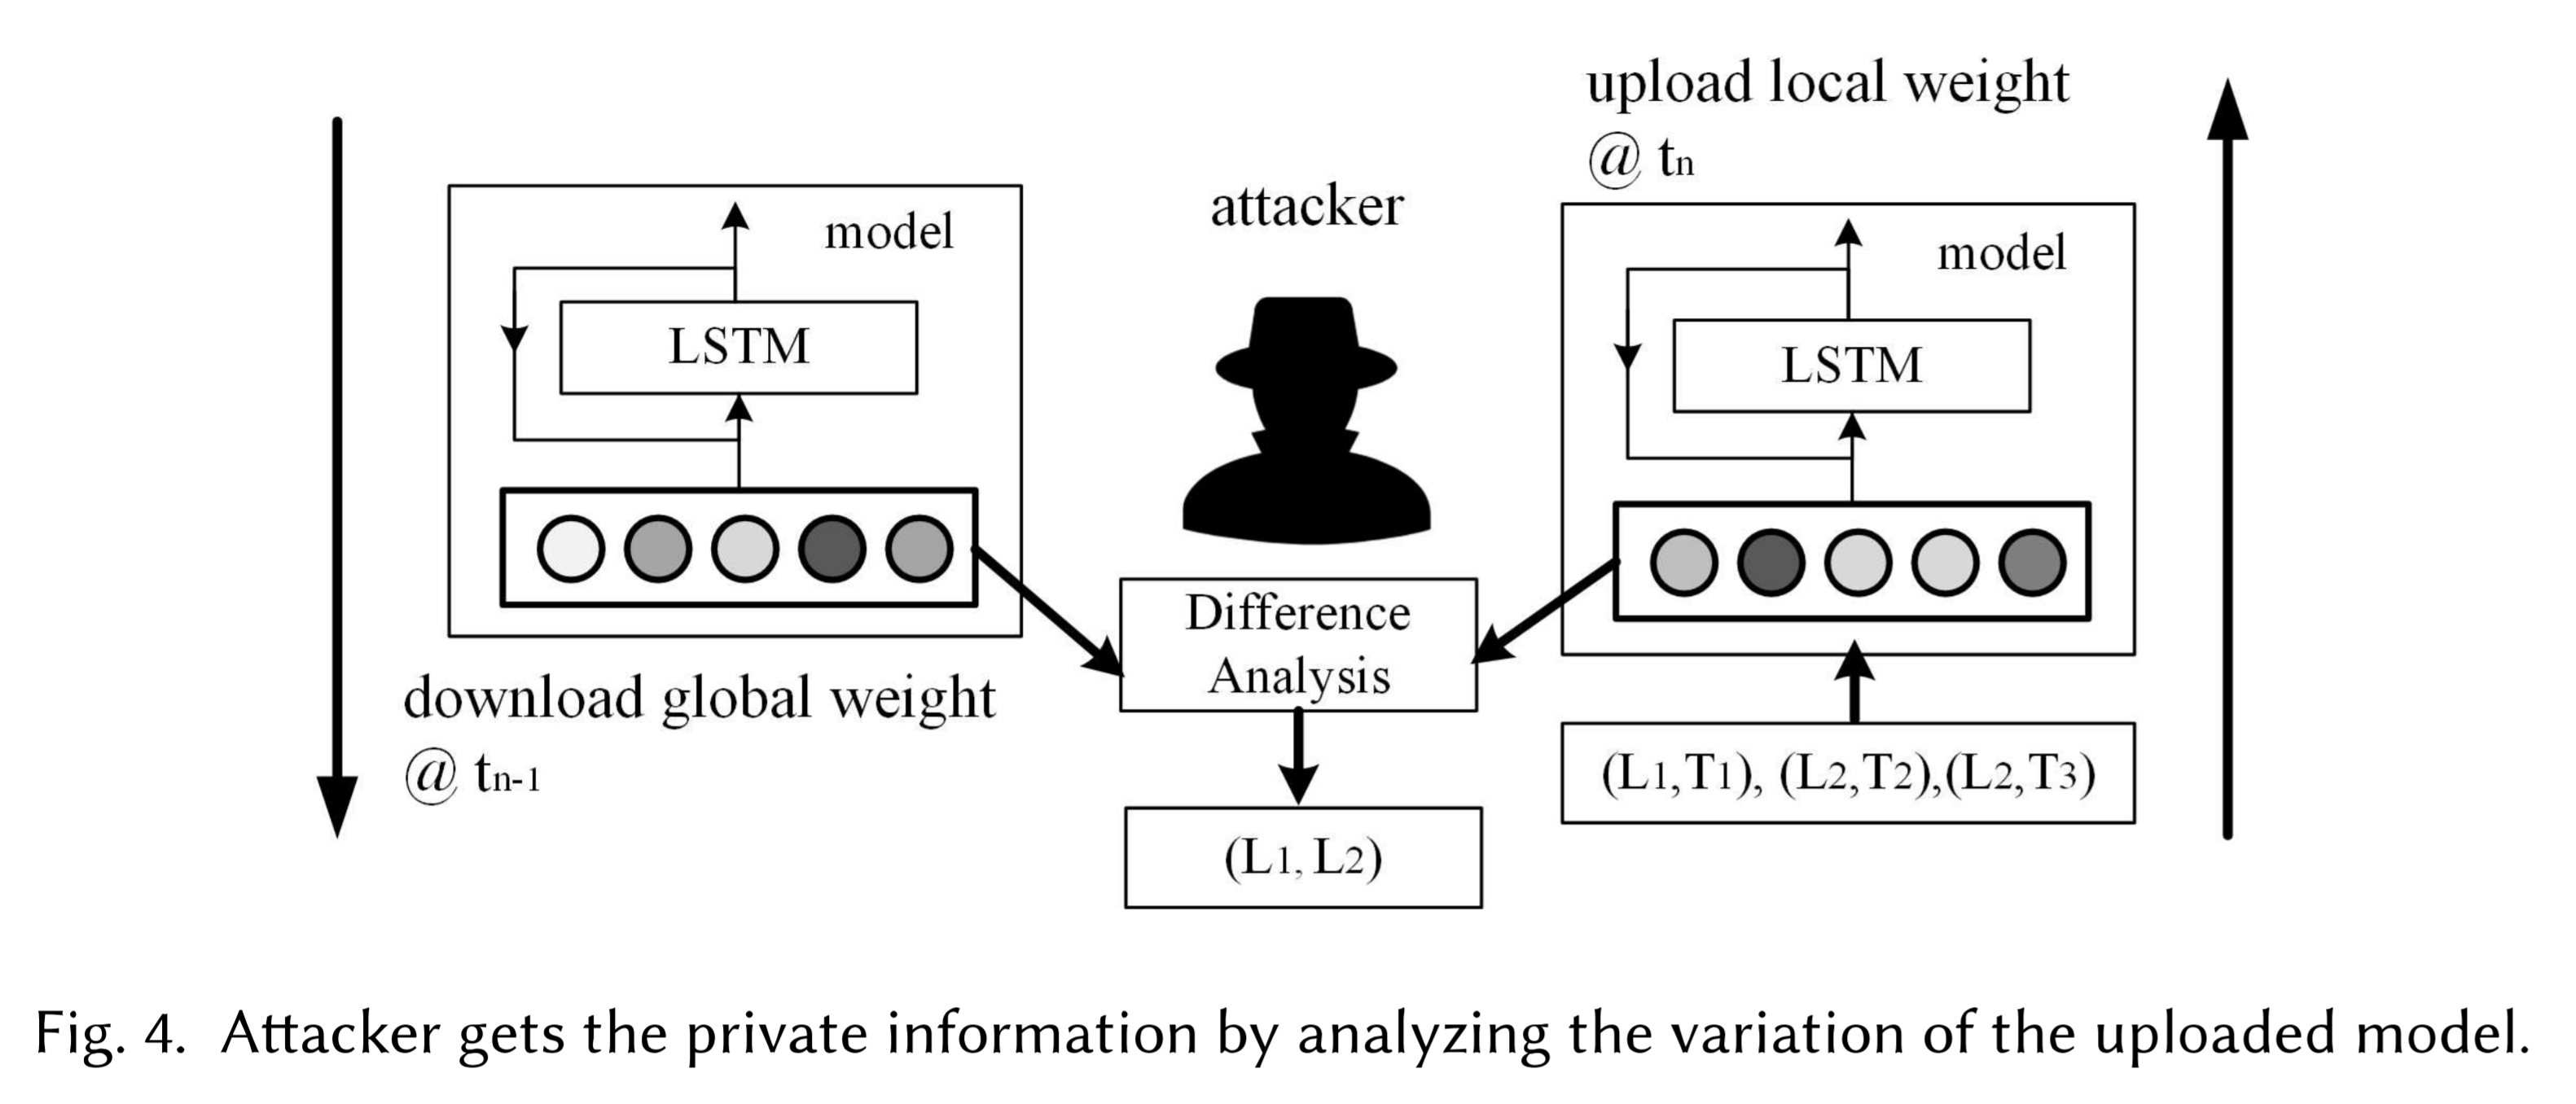 model
LSTM
download global weight
@ tn-1
attacker
Difference
Analysis
(L1, L2)
upload local weight
@ tn
model
LSTM
(L1,T1), (L2,T2),(L2,T3)
Fig. 4. Attacker gets the private information by analyzing the variation of the uploaded model.